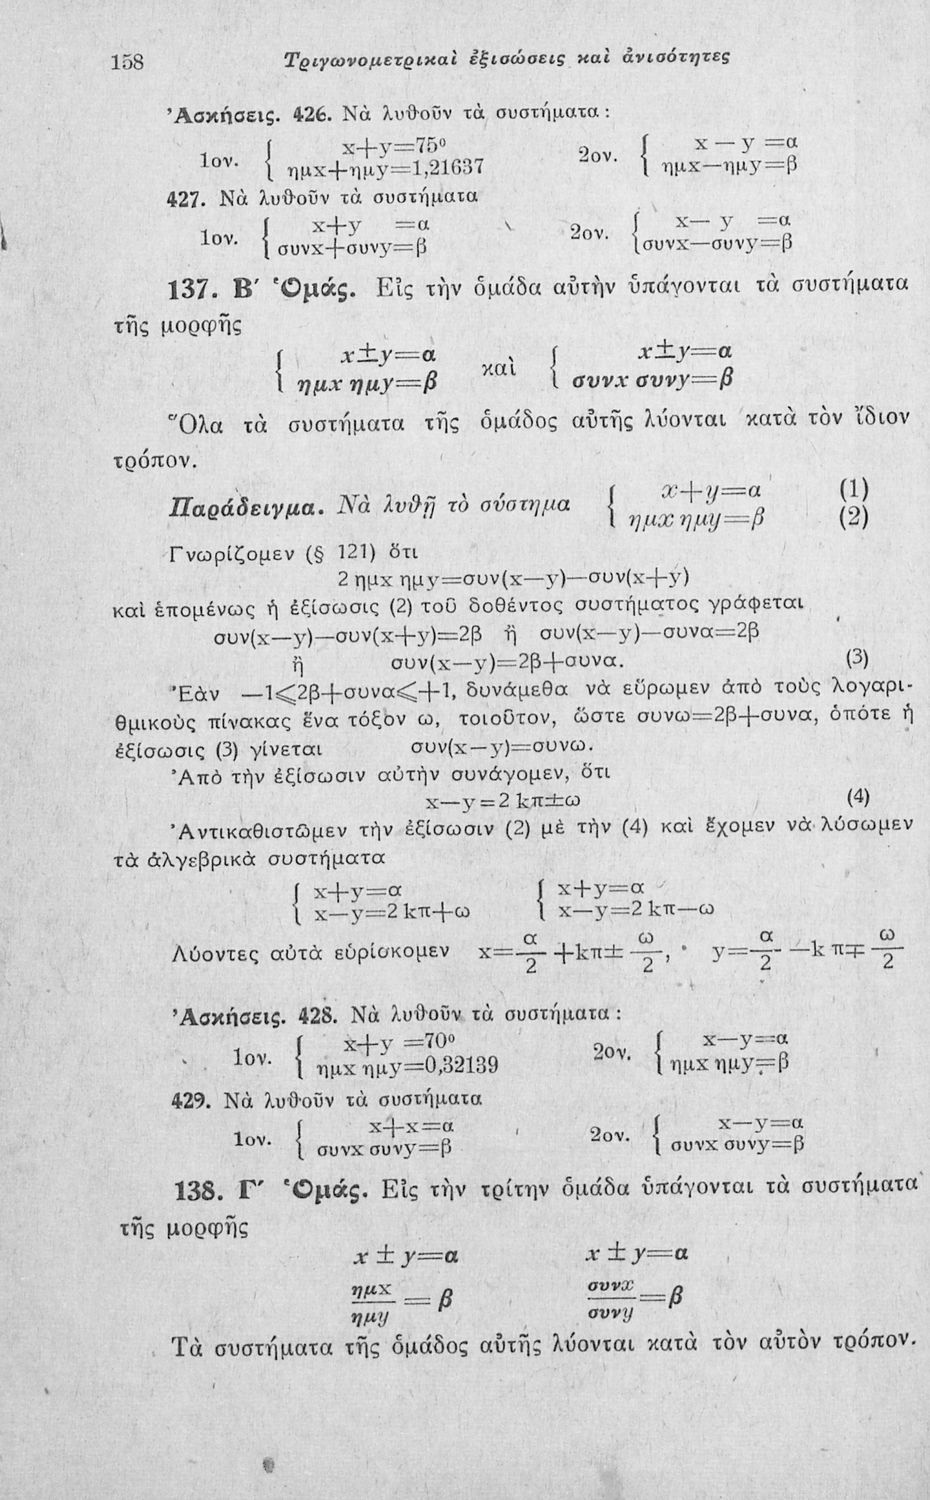 158 Τριγωνομετρικαὶ ἐξισώσεις καὶ ἀνισότητες
Ἀσκήσεις. 426. Νὰ λυθοῦν τὰ συστήματα :
1ον. { x+y=75⁰
ημx+ημy=1,21637
2ον. { x — y =α
ημx—ημy=β
427. Νὰ λυθοῦν τὰ συστήματα
1ον. { x+y =α
συνx+συνy=β
2ον. { x— y =α
συνx—συνy=β
137. Β′ Ὁμάς. Εἰς τὴν ὁμάδα αὐτὴν ὑπάγονται τὰ συστήματα
τῆς μορφῆς
{ x±y=α
ημx ημy=β
καὶ { x±y=α
συνx συνy=β
Ὅλα τὰ συστήματα τῆς ὁμάδος αὐτῆς λύονται κατὰ τὸν ἴδιον
τρόπον.
Παράδειγμα. Νὰ λυθῇ τὸ σύστημα { x+y=α (1)
ημx ημy=β (2)
Γνωρίζομεν (§ 121) ὅτι
2 ημx ημy=συν(x—y)—συν(x+y)
καὶ ἑπομένως ἡ ἐξίσωσις (2) τοῦ δοθέντος συστήματος γράφεται
συν(x—y)—συν(x+y)=2β ἢ συν(x—y)—συνα=2β
ἢ συν(x—y)=2β+συνα. (3)
Ἐὰν —1⩽2β+συνα⩽+1, δυνάμεθα νὰ εὕρωμεν ἀπὸ τοὺς λογαρι-
θμικοὺς πίνακας ἕνα τόξον ω, τοιοῦτον, ὥστε συνω=2β+συνα, ὁπότε ἡ
ἐξίσωσις (3) γίνεται συν(x—y)=συνω.
Ἀπὸ τὴν ἐξίσωσιν αὐτὴν συνάγομεν, ὅτι
x—y=2 kπ±ω (4)
Ἀντικαθιστῶμεν τὴν ἐξίσωσιν (2) μὲ τὴν (4) καὶ ἔχομεν νὰ λύσωμεν
τὰ ἀλγεβρικὰ συστήματα
{ x+y=α
x—y=2 kπ+ω
{ x+y=α
x—y=2 kπ—ω
Λύοντες αὐτὰ εὑρίσκομεν x=α/2 +kπ± ω/2, y=α/2 —k π∓ ω/2
Ἀσκήσεις. 428. Νὰ λυθοῦν τὰ συστήματα :
1ον. { x+y =70⁰
ημx ημy=0,32139
2ον. { x—y=α
ημx ημy=β
429. Νὰ λυθοῦν τὰ συστήματα
1ον. { x+x=α
συνx συνy=β
2ον. { x—y=α
συνx συνy=β
138. Γ′ Ὁμάς. Εἰς τὴν τρίτην ὁμάδα ὑπάγονται τὰ συστήματα
τῆς μορφῆς
x ± y=α x ± y=α
ημx/ημy = β συνx/συνy = β
Τὰ συστήματα τῆς ὁμάδος αὐτῆς λύονται κατὰ τὸν αὐτὸν τρόπον.